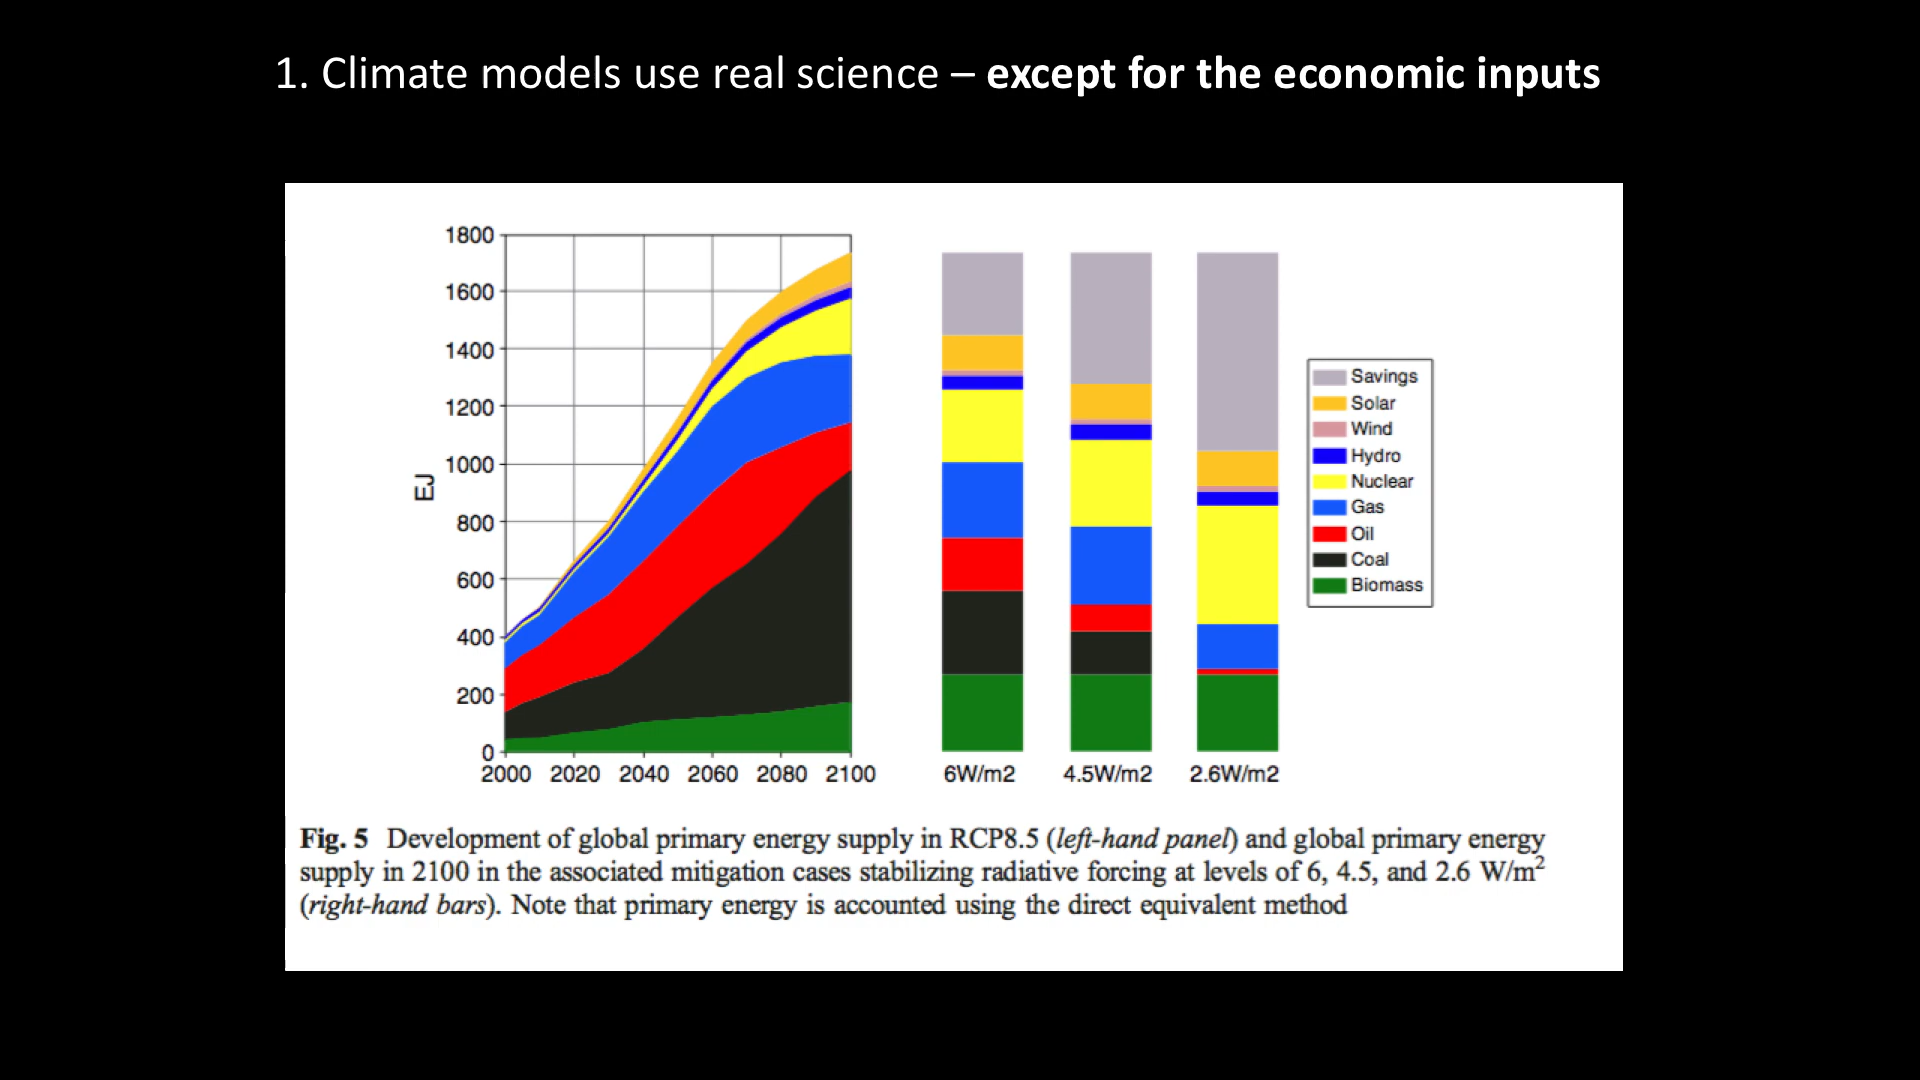 1. Climate models use real science – except for the economic inputs
1800
1600
1400
1200
1000
800
600
400
200
0
EJ
2000 2020 2040 2060 2080 2100
6W/m2 4.5W/m2 2.6W/m2
Savings
Solar
Wind
Hydro
Nuclear
Gas
Oil
Coal
Biomass
Fig. 5 Development of global primary energy supply in RCP8.5 (left-hand panel) and global primary energy
supply in 2100 in the associated mitigation cases stabilizing radiative forcing at levels of 6, 4.5, and 2.6 W/m²
(right-hand bars). Note that primary energy is accounted using the direct equivalent method